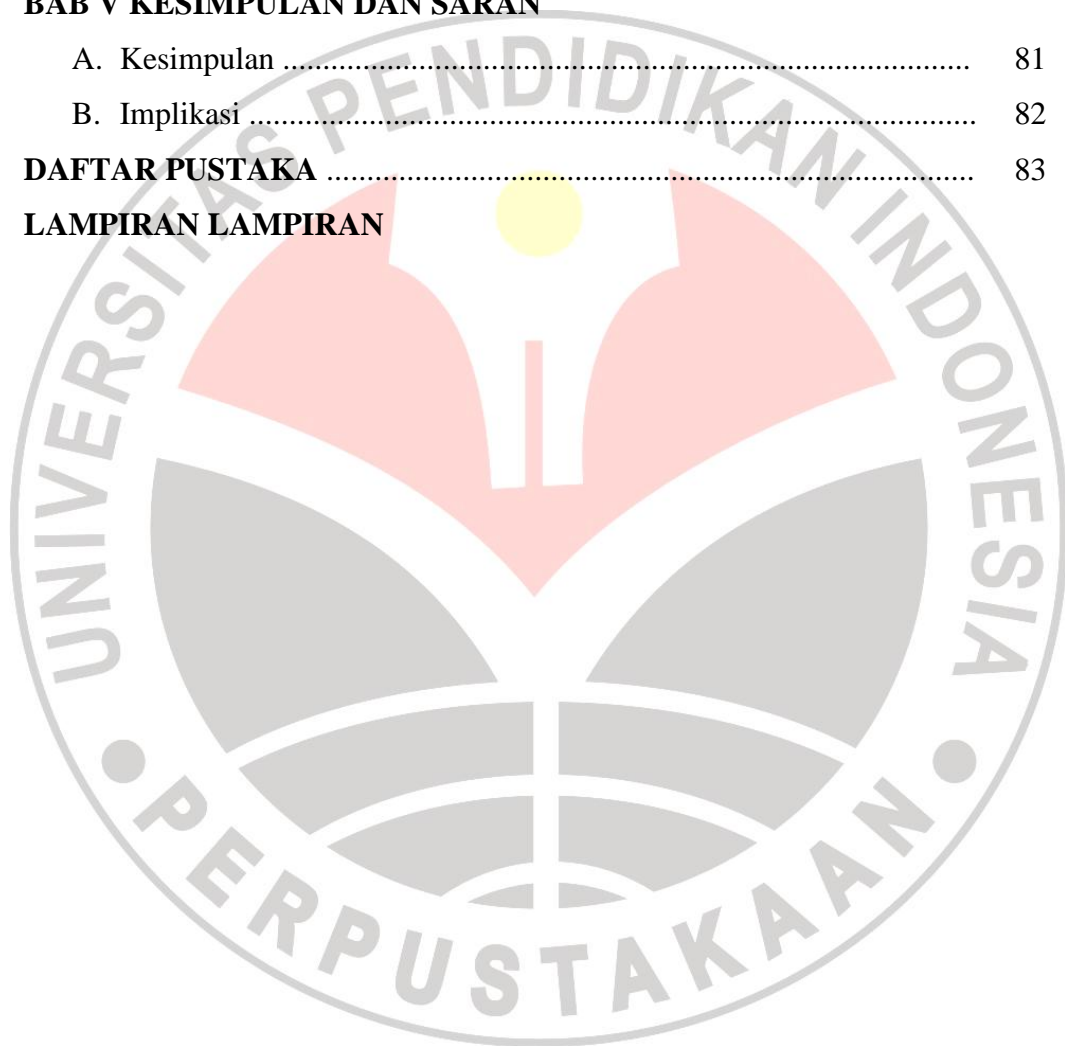 BAB V KESIMPULAN DAN SARAN
A. Kesimpulan ........................................................................................ 81
B. Implikasi ............................................................................................. 82
DAFTAR PUSTAKA ................................................................................... 83
LAMPIRAN LAMPIRAN
UNIVERSITAS PENDIDIKAN INDONESIA
PERPUSTAKAAN